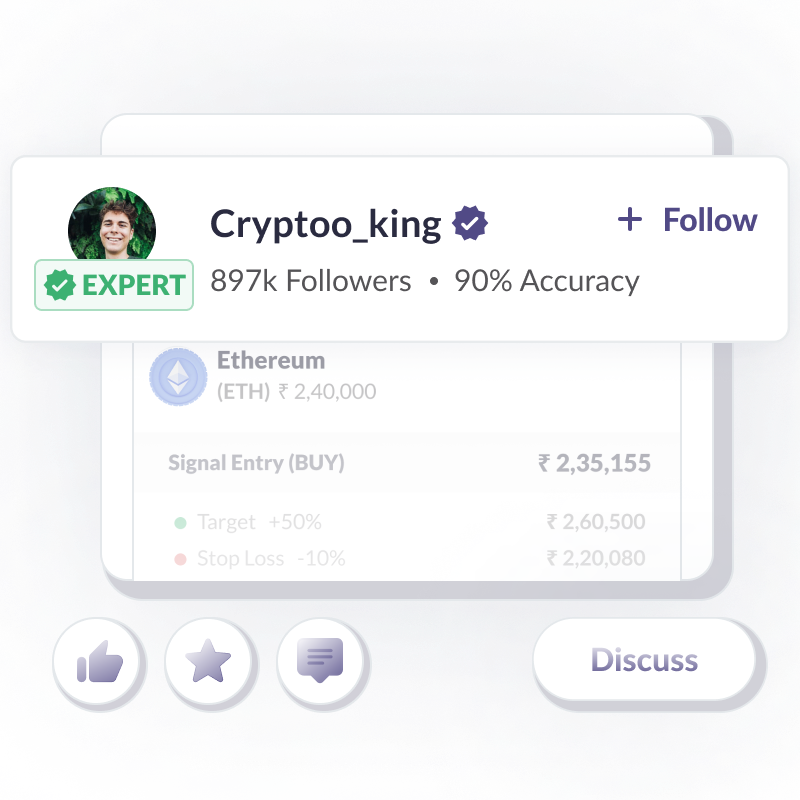 Cryptoo_king
+ Follow
EXPERT
897k Followers • 90% Accuracy
Ethereum
(ETH) ₹ 2,40,000
Signal Entry (BUY) ₹ 2,35,155
Target +50% ₹ 2,60,500
Stop Loss -10% ₹ 2,20,080
Discuss